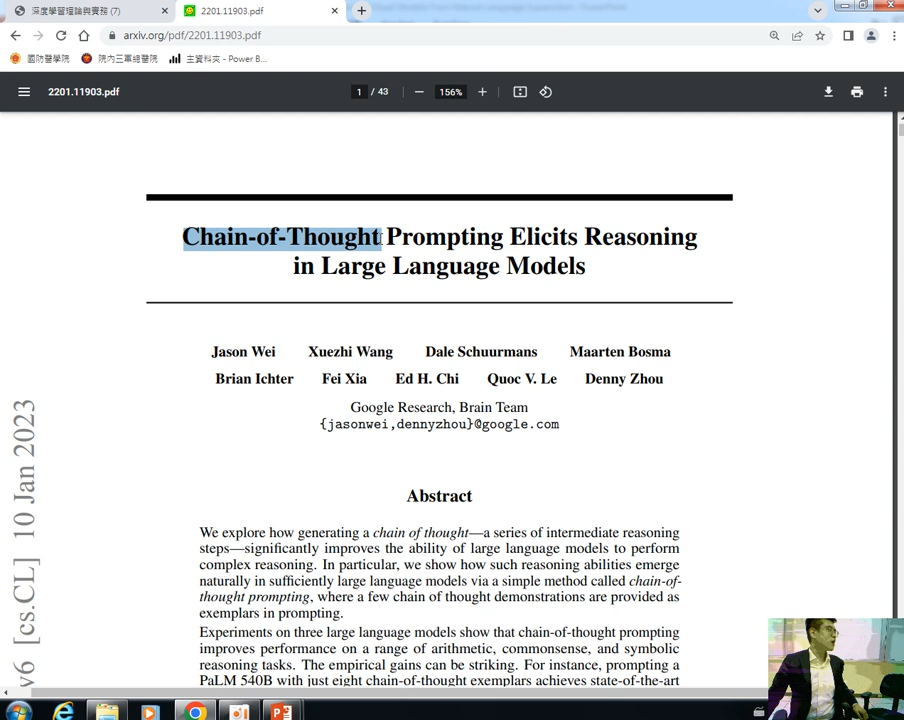 深度學習理論與實務 (7)
2201.11903.pdf
arxiv.org/pdf/2201.11903.pdf
國防醫學院
院內三軍總醫院
主資料夾 - Power B...
2201.11903.pdf
1 / 43
156%
Chain-of-Thought Prompting Elicits Reasoning
in Large Language Models
Jason Wei Xuezhi Wang Dale Schuurmans Maarten Bosma
Brian Ichter Fei Xia Ed H. Chi Quoc V. Le Denny Zhou
Google Research, Brain Team
{jasonwei,dennyzhou}@google.com
v6 [cs.CL] 10 Jan 2023
Abstract
We explore how generating a chain of thought—a series of intermediate reasoning
steps—significantly improves the ability of large language models to perform
complex reasoning. In particular, we show how such reasoning abilities emerge
naturally in sufficiently large language models via a simple method called chain-of-
thought prompting, where a few chain of thought demonstrations are provided as
exemplars in prompting.
Experiments on three large language models show that chain-of-thought prompting
improves performance on a range of arithmetic, commonsense, and symbolic
reasoning tasks. The empirical gains can be striking. For instance, prompting a
PaLM 540B with just eight chain-of-thought exemplars achieves state-of-the-art